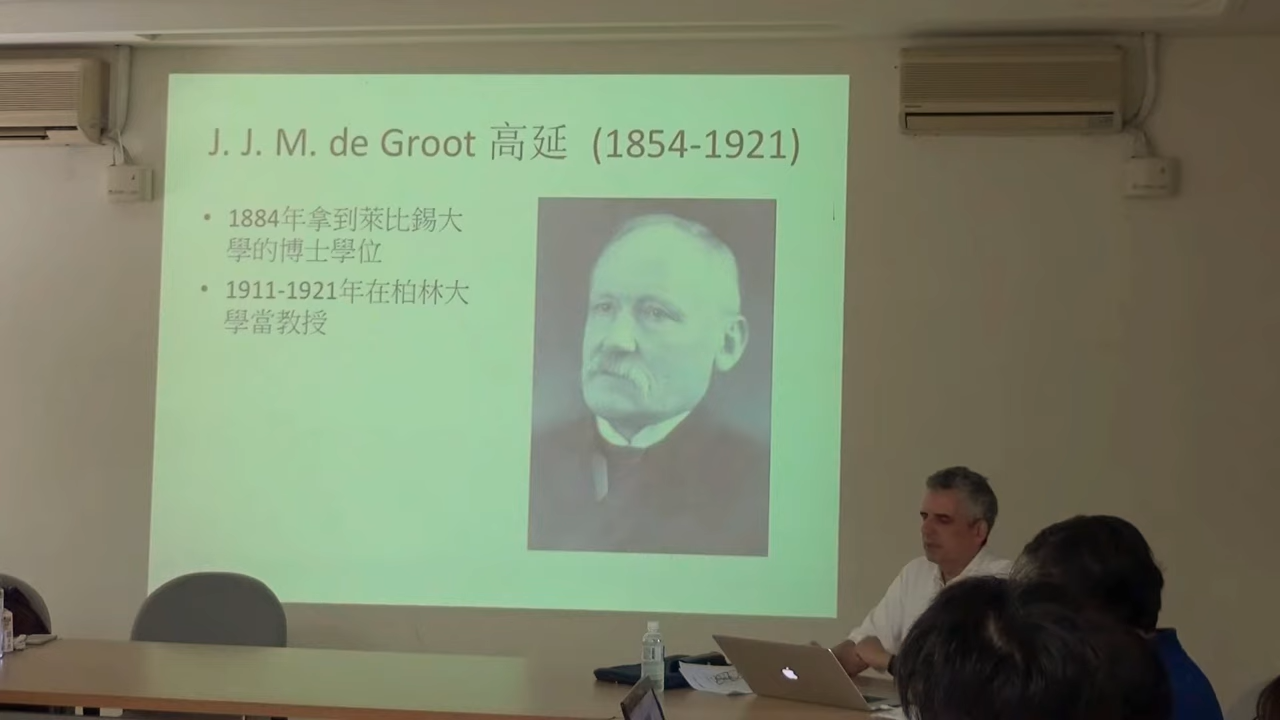 J. J. M. de Groot 高延 (1854-1921)
• 1884年拿到萊比錫大
學的博士學位
• 1911-1921年在柏林大
學當教授